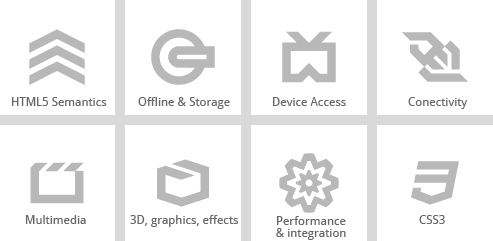 HTML5 Semantics
Offline & Storage
Device Access
Conectivity
Multimedia
3D, graphics, effects
Performance
& integration
CSS3